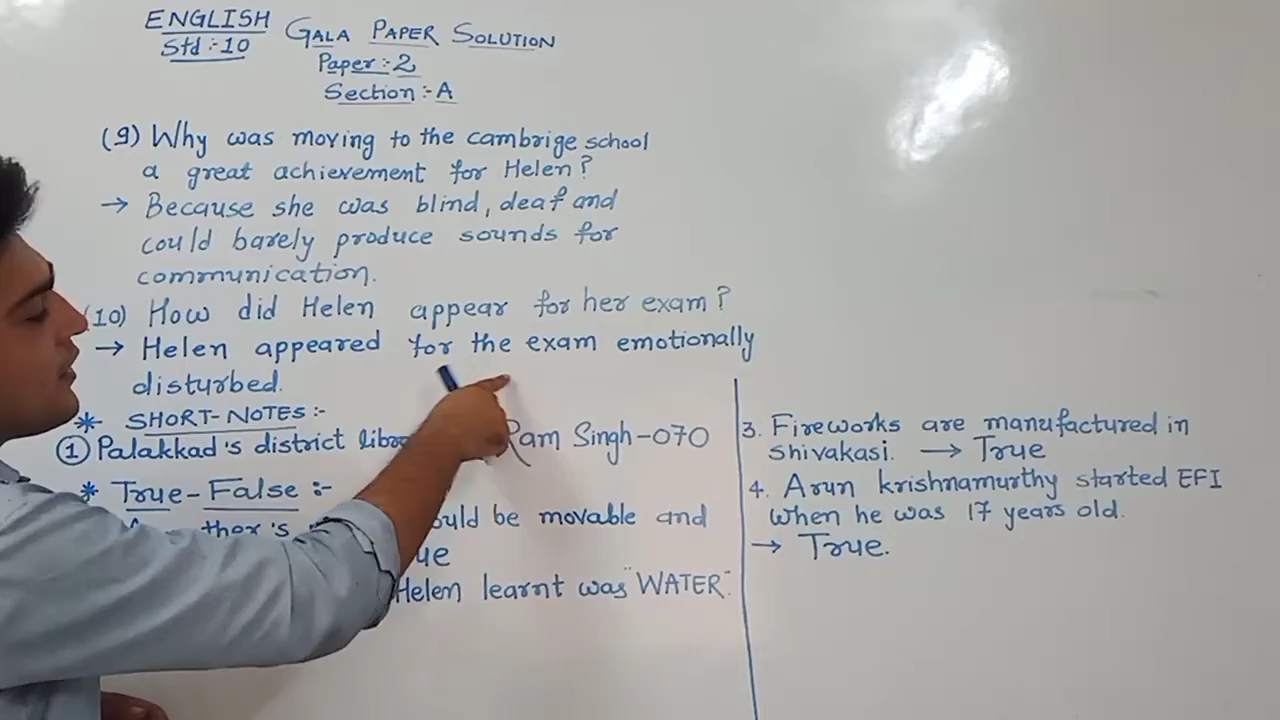 ENGLISH
Std :- 10
GALA PAPER SOLUTION
Paper :- 2
Section :- A
(9) Why was moving to the cambrige school
a great achievement for Helen?
→ Because she was blind, deaf and
could barely produce sounds for
communication.
(10) How did Helen appear for her exam?
→ Helen appeared for the exam emotionally
disturbed.
* SHORT-NOTES :-
① Palakkad's district Ram Singh-070
* True-False :-
be movable and
Helen learnt was "WATER".
3. Fireworks are manufactured in
shivakasi. → True
4. Arun krishnamurthy started EFI
when he was 17 years old.
→ True.